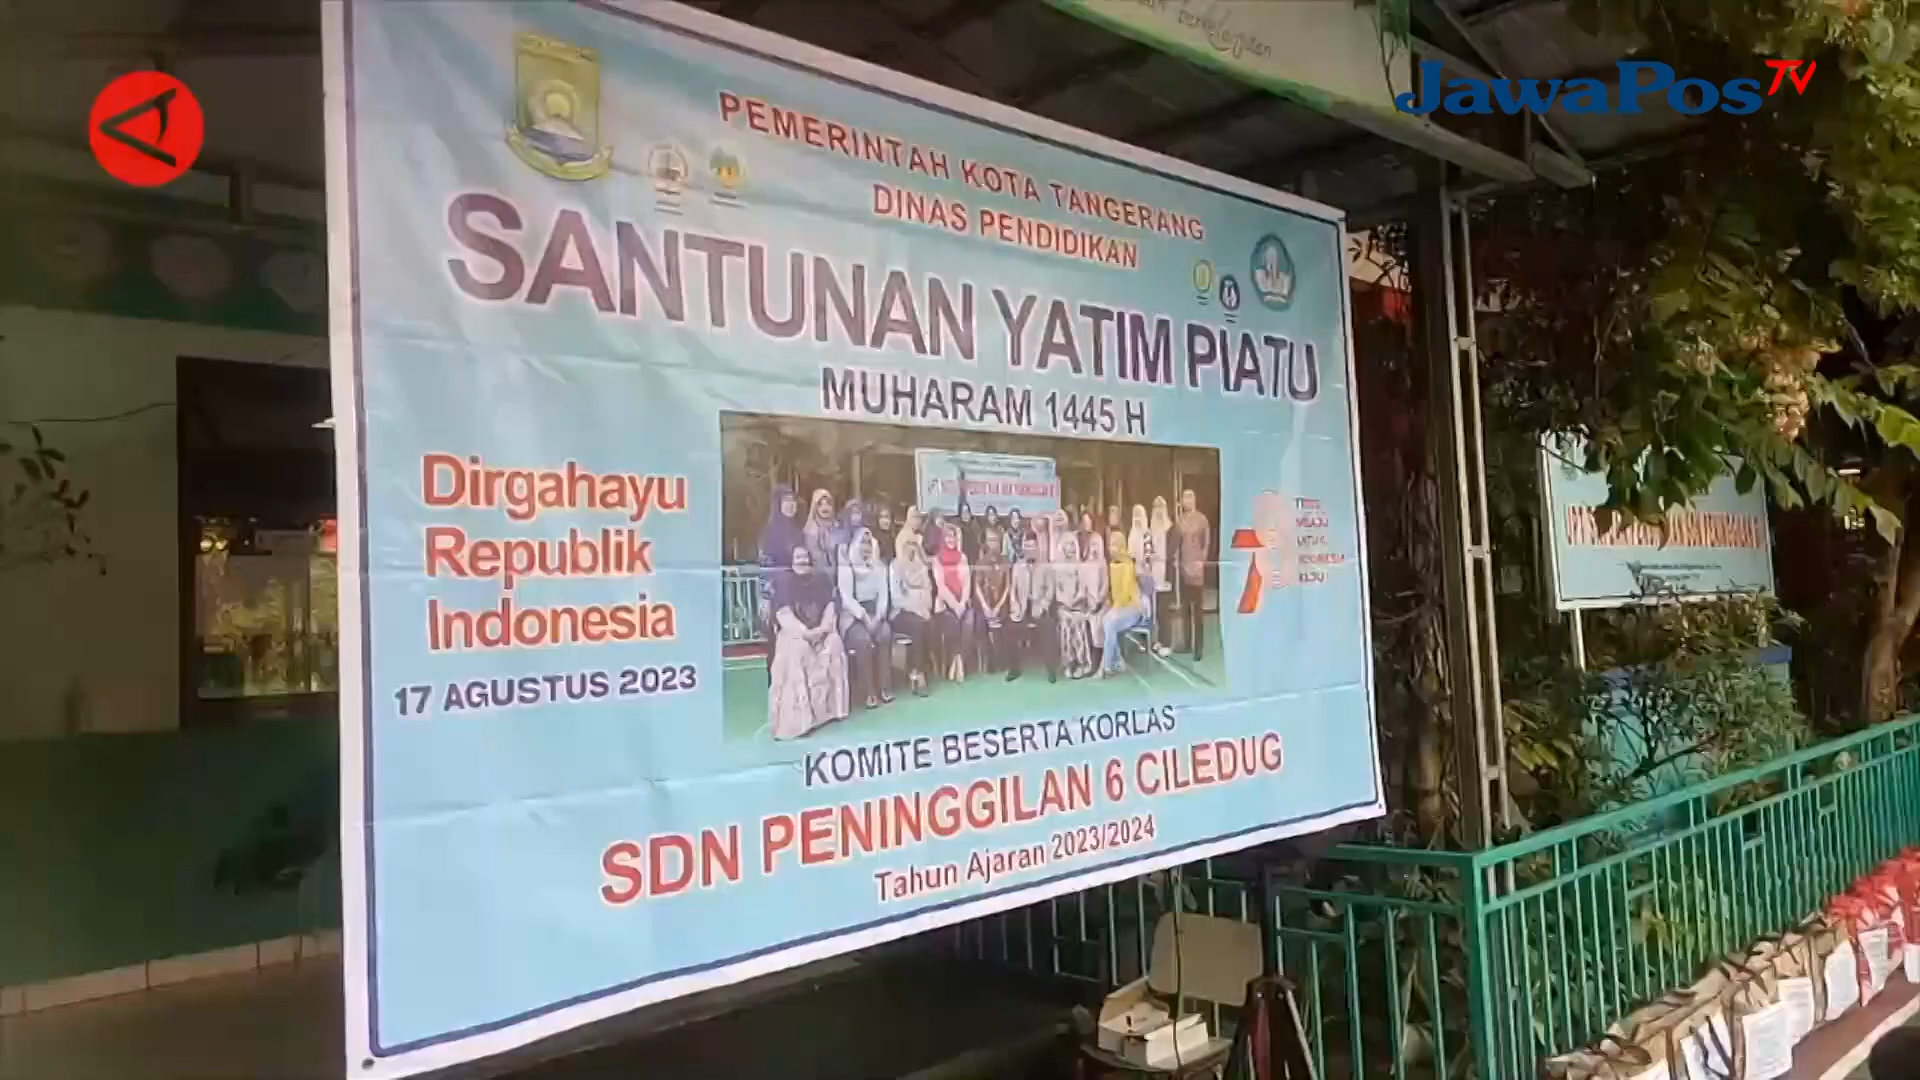 JawaPos TV
PEMERINTAH KOTA TANGERANG
DINAS PENDIDIKAN
SANTUNAN YATIM PIATU
MUHARAM 1445 H
Dirgahayu
Republik
Indonesia
17 AGUSTUS 2023
KOMITE BESERTA KORLAS
SDN PENINGGILAN 6 CILEDUG
Tahun Ajaran 2023/2024